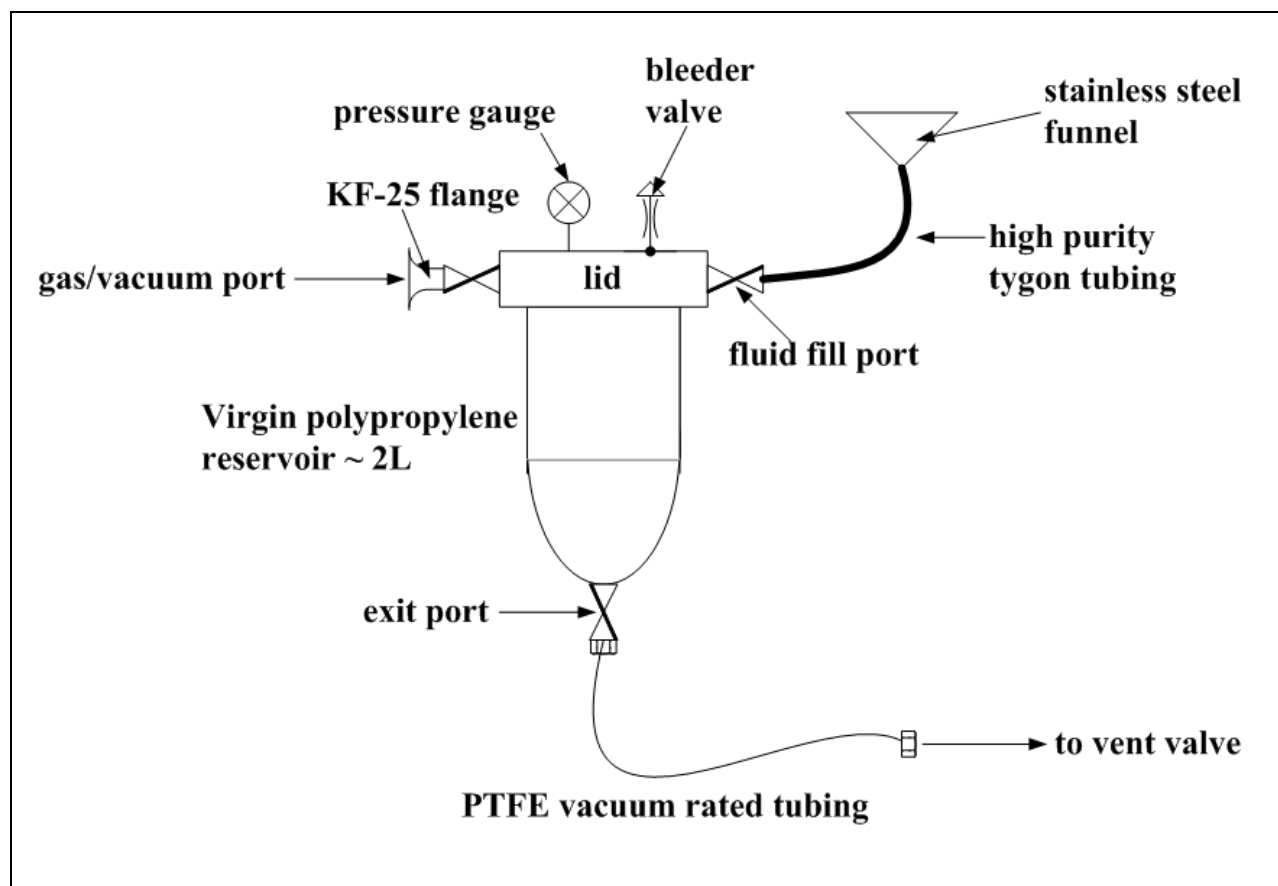 bleeder
valve
stainless steel
funnel
pressure gauge
KF-25 flange
gas/vacuum port
lid
high purity
tygon tubing
fluid fill port
Virgin polypropylene
reservoir ~ 2L
exit port
to vent valve
PTFE vacuum rated tubing